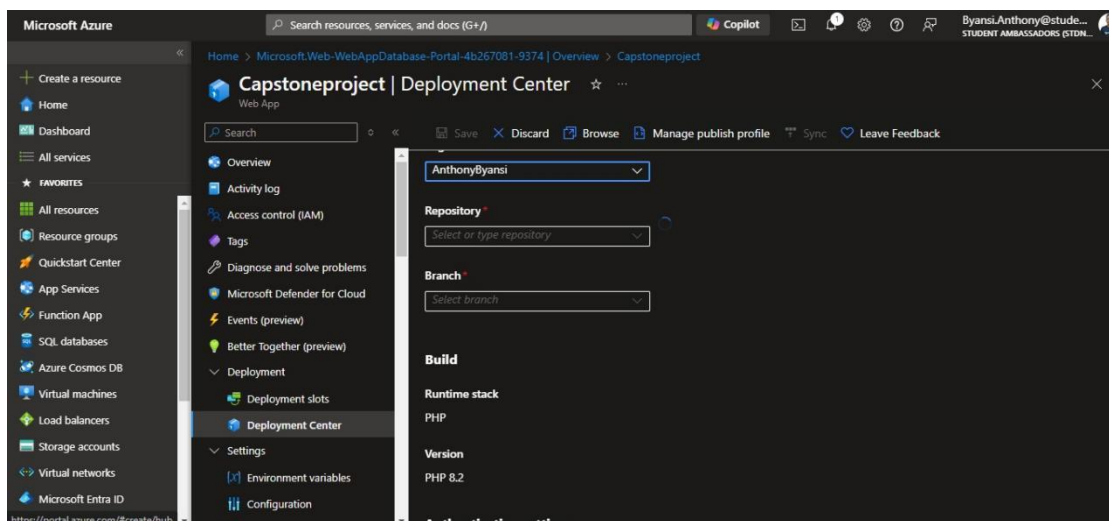 Microsoft Azure
Search resources, services, and docs (G+/)
Copilot
Byansi.Anthony@stude...
STUDENT AMBASSADORS (STDN...
Home > Microsoft.Web-WebAppDatabase-Portal-4b267081-9374 | Overview > Capstoneproject
Capstoneproject | Deployment Center
Web App
Create a resource
Home
Dashboard
All services
FAVORITES
All resources
Resource groups
Quickstart Center
App Services
Function App
SQL databases
Azure Cosmos DB
Virtual machines
Load balancers
Storage accounts
Virtual networks
Microsoft Entra ID
https://portal.azure.com/#create/hub
Search
Overview
Activity log
Access control (IAM)
Tags
Diagnose and solve problems
Microsoft Defender for Cloud
Events (preview)
Better Together (preview)
Deployment
Deployment slots
Deployment Center
Settings
Environment variables
Configuration
Save
Discard
Browse
Manage publish profile
Sync
Leave Feedback
AnthonyByansi
Repository *
Select or type repository
Branch *
Select branch
Build
Runtime stack
PHP
Version
PHP 8.2